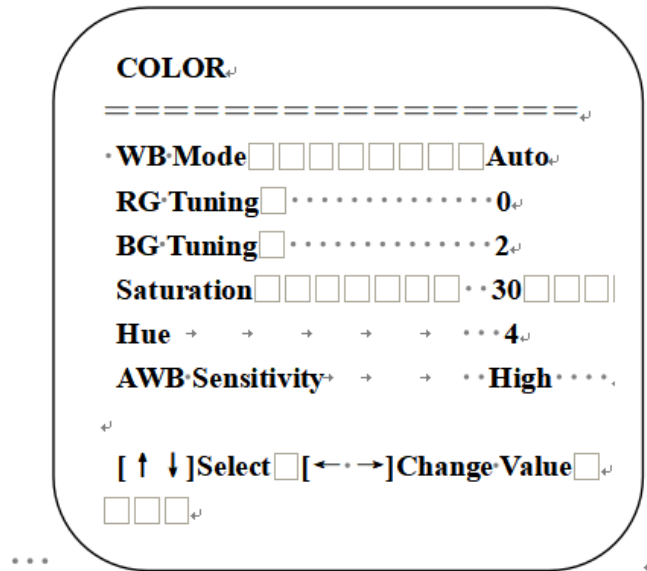 COLOR
==================
WB Mode Auto
RG Tuning 0
BG Tuning 2
Saturation 30
Hue 4
AWB Sensitivity High
[↑ ↓]Select [← →]Change Value